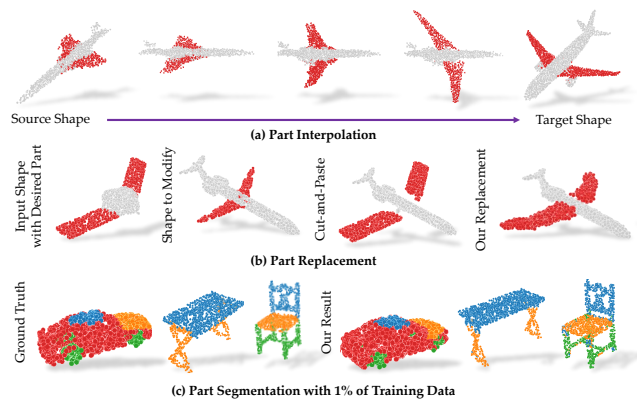 Source Shape
Target Shape
(a) Part Interpolation
Input Shape
with Desired Part
Shape to Modify
Cut-and-Paste
Our Replacement
(b) Part Replacement
Ground Truth
Our Result
(c) Part Segmentation with 1% of Training Data